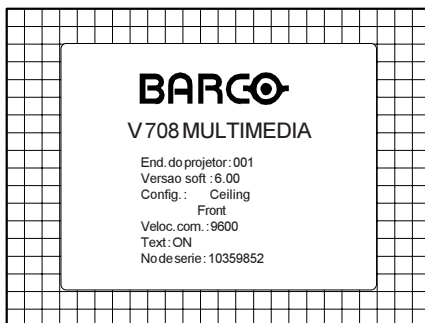 BARCO
V 708 MULTIMEDIA
End. do projetor : 001
Versao soft : 6.00
Config. : Ceiling
Front
Veloc. com. : 9600
Text : ON
No de serie : 10359852